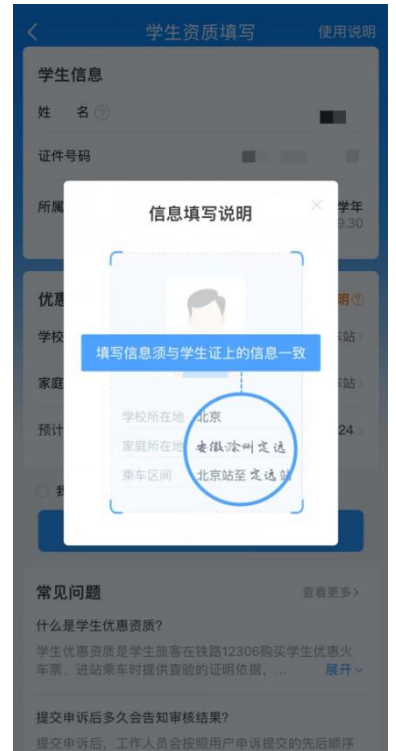 学生资质填写
使用说明
学生信息
姓 名
证件号码
所属
学年
9.30
信息填写说明
优惠
明
学校
站
填写信息须与学生证上的信息一致
家庭
站
预计
24
学校所在地 北京
家庭所在地 安徽滁州定远
乘车区间 北京站至定远站
常见问题
查看更多>
什么是学生优惠资质?
学生优惠资质是学生旅客在铁路12306购买学生优惠火
车票、进站乘车时提供查验的证明依据，...
展开
提交申诉后多久会告知审核结果?
提交申诉后，工作人员会按照用户申诉提交的先后顺序